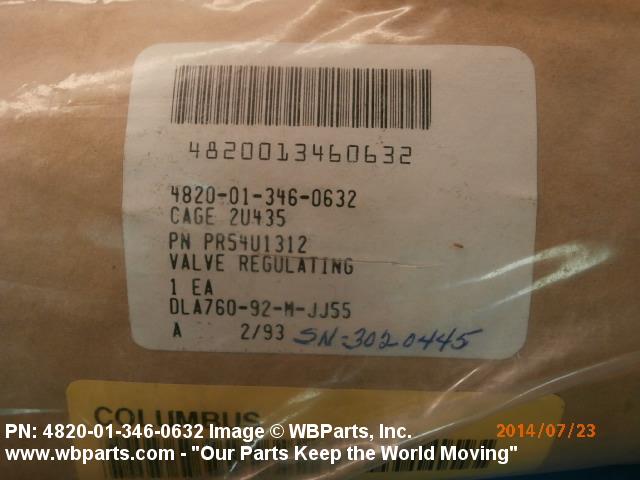 4820013460632
4820-01-346-0632
CAGE 2U435
PN PR54U1312
VALVE REGULATING
1 EA
DLA760-92-M-JJ55
A 2/93 SN-3020445
COLUMBUS
PN: 4820-01-346-0632 Image © WBParts, Inc.
2014/07/23
www.wbparts.com - "Our Parts Keep the World Moving"